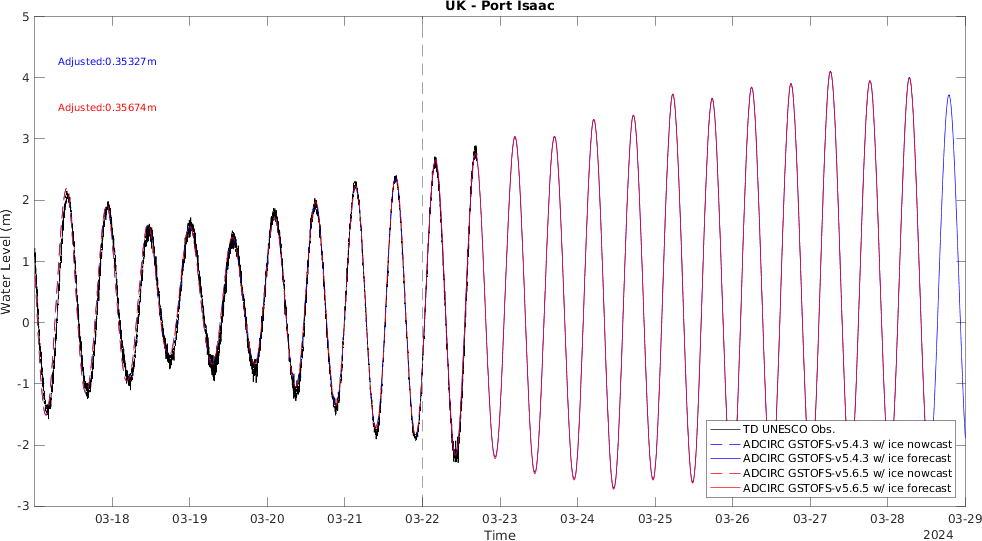 UK - Port Isaac
5
4
3
2
1
0
-1
-2
-3
Water Level (m)
Adjusted:0.35327m
Adjusted:0.35674m
TD UNESCO Obs.
ADCIRC GSTOFS-v5.4.3 w/ ice nowcast
ADCIRC GSTOFS-v5.4.3 w/ ice forecast
ADCIRC GSTOFS-v5.6.5 w/ ice nowcast
ADCIRC GSTOFS-v5.6.5 w/ ice forecast
03-18 03-19 03-20 03-21 03-22 03-23 03-24 03-25 03-26 03-27 03-28 03-29
Time
2024